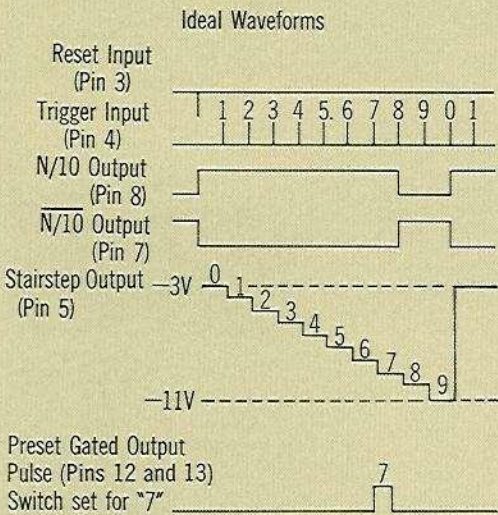 Ideal Waveforms
Reset Input
(Pin 3)
Trigger Input
(Pin 4)
1 2 3 4 5. 6 7 8 9 0 1
N/10 Output
(Pin 8)
N/10 Output
(Pin 7)
Stairstep Output
(Pin 5)
−3V
0
1
2
3
4
5
6
7
8
9
−11V
Preset Gated Output
Pulse (Pins 12 and 13)
Switch set for "7"
7